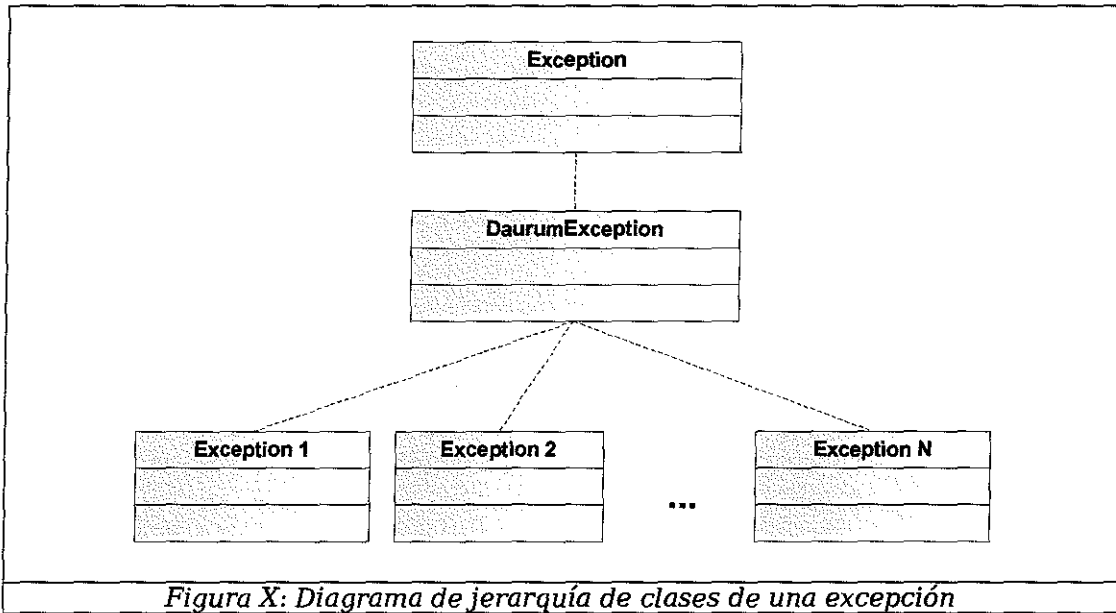 Exception
DaurumException
Exception 1
Exception 2
...
Exception N
Figura X: Diagrama de jerarquía de clases de una excepción